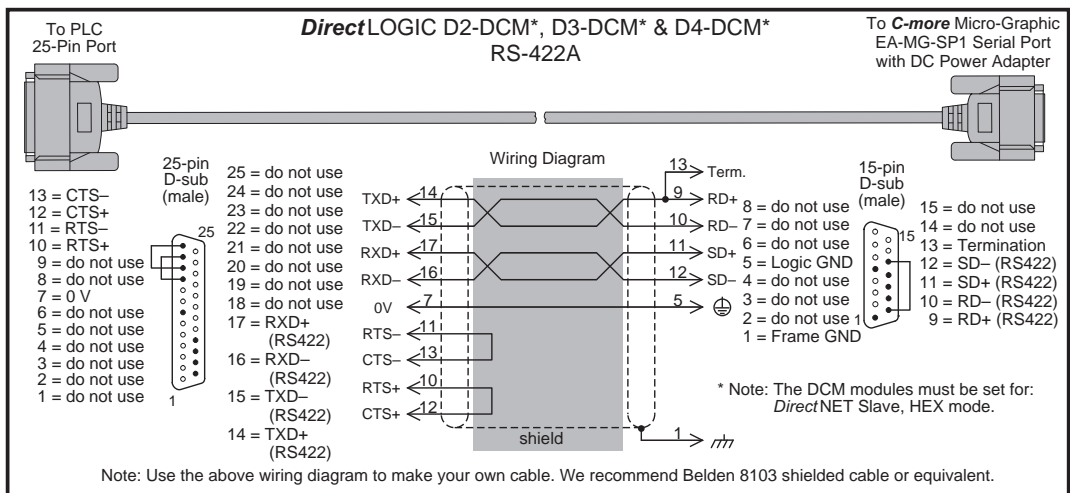 DirectLOGIC D2-DCM*, D3-DCM* & D4-DCM*
RS-422A
To PLC
25-Pin Port
To C-more Micro-Graphic
EA-MG-SP1 Serial Port
with DC Power Adapter
25-pin
D-sub
(male)
13 = CTS–
12 = CTS+
11 = RTS–
10 = RTS+
9 = do not use
8 = do not use
7 = 0 V
6 = do not use
5 = do not use
4 = do not use
3 = do not use
2 = do not use
1 = do not use
25
1
25 = do not use
24 = do not use
23 = do not use
22 = do not use
21 = do not use
20 = do not use
19 = do not use
18 = do not use
17 = RXD+
(RS422)
16 = RXD–
(RS422)
15 = TXD–
(RS422)
14 = TXD+
(RS422)
Wiring Diagram
13 Term.
TXD+ 14 9 RD+
TXD– 15 10 RD–
RXD+ 17 11 SD+
RXD– 16 12 SD–
0V 7 5
RTS– 11
CTS– 13
RTS+ 10
CTS+ 12
shield
1
8 = do not use
7 = do not use
6 = do not use
5 = Logic GND
4 = do not use
3 = do not use
2 = do not use
1 = Frame GND
15-pin
D-sub
(male)
15
1
15 = do not use
14 = do not use
13 = Termination
12 = SD– (RS422)
11 = SD+ (RS422)
10 = RD– (RS422)
9 = RD+ (RS422)
* Note: The DCM modules must be set for:
DirectNET Slave, HEX mode.
Note: Use the above wiring diagram to make your own cable. We recommend Belden 8103 shielded cable or equivalent.